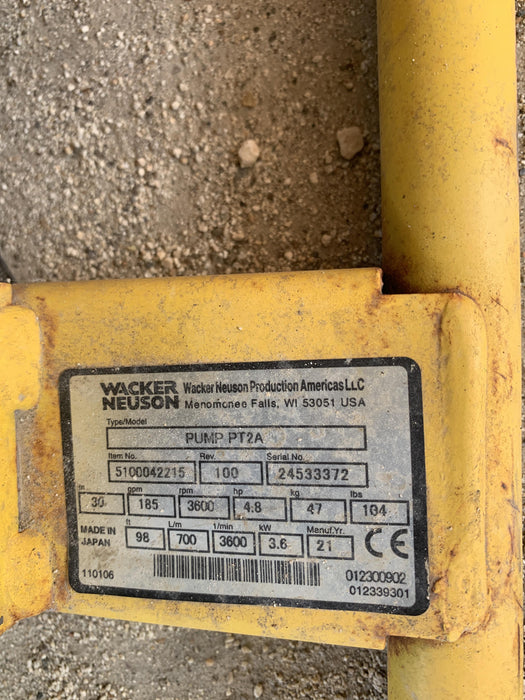 WACKER NEUSON Wacker Neuson Production Americas LLC
Menomonee Falls, WI 53051 USA
Type/Model
PUMP PT2A
Item No. Rev. Serial No.
5100042215 100 24533372
gpm rpm hp kg lbs
30 185 3600 4.8 47 104
ft L/m 1/min kW Manuf.Yr.
MADE IN JAPAN 98 700 3600 3.6 21 CE
110106 012300902
012339301